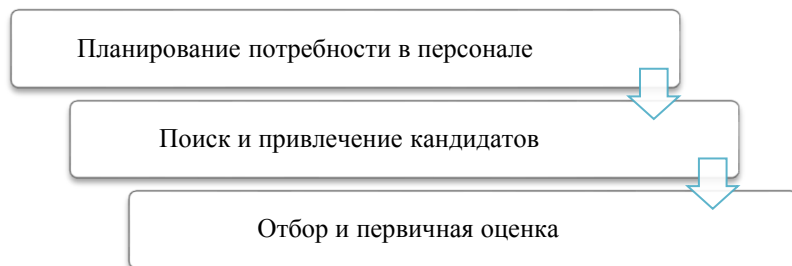 Планирование потребности в персонале
Поиск и привлечение кандидатов
Отбор и первичная оценка